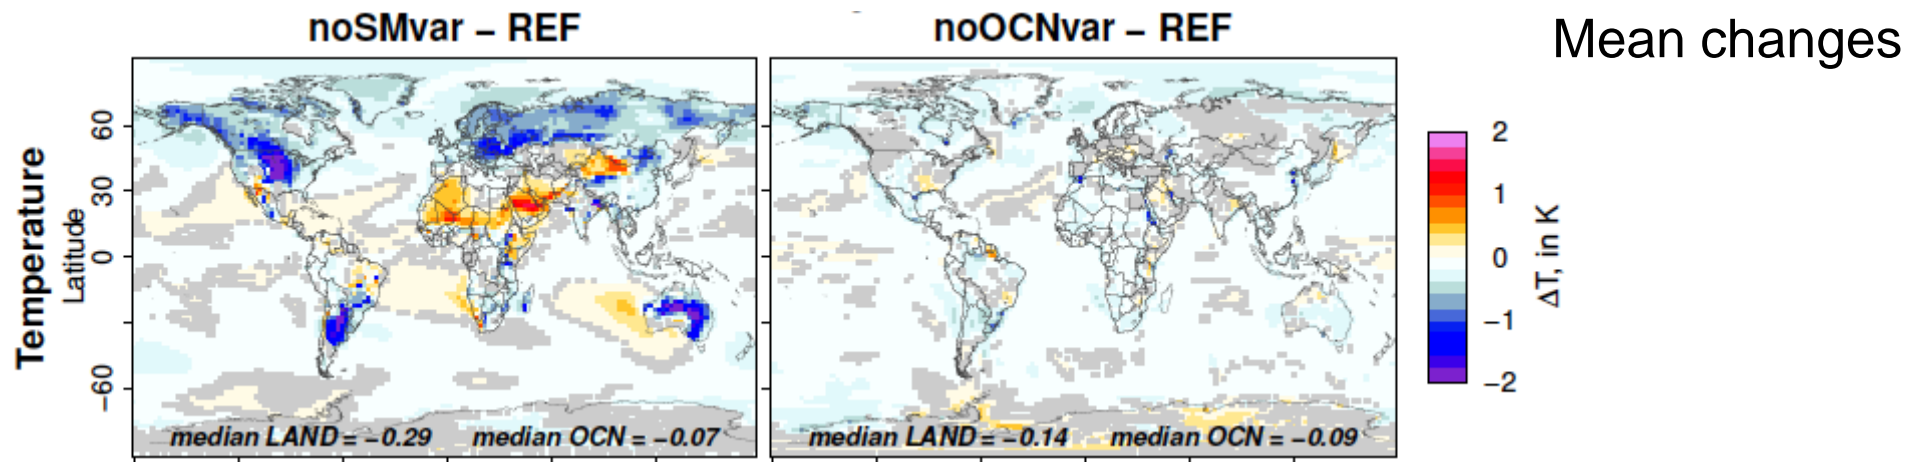 noSMvar – REF
noOCNvar – REF
Mean changes
Temperature
Latitude
60
30
0
−60
median LAND = −0.29
median OCN = −0.07
median LAND = −0.14
median OCN = −0.09
2
1
0
−1
−2
ΔT, in K